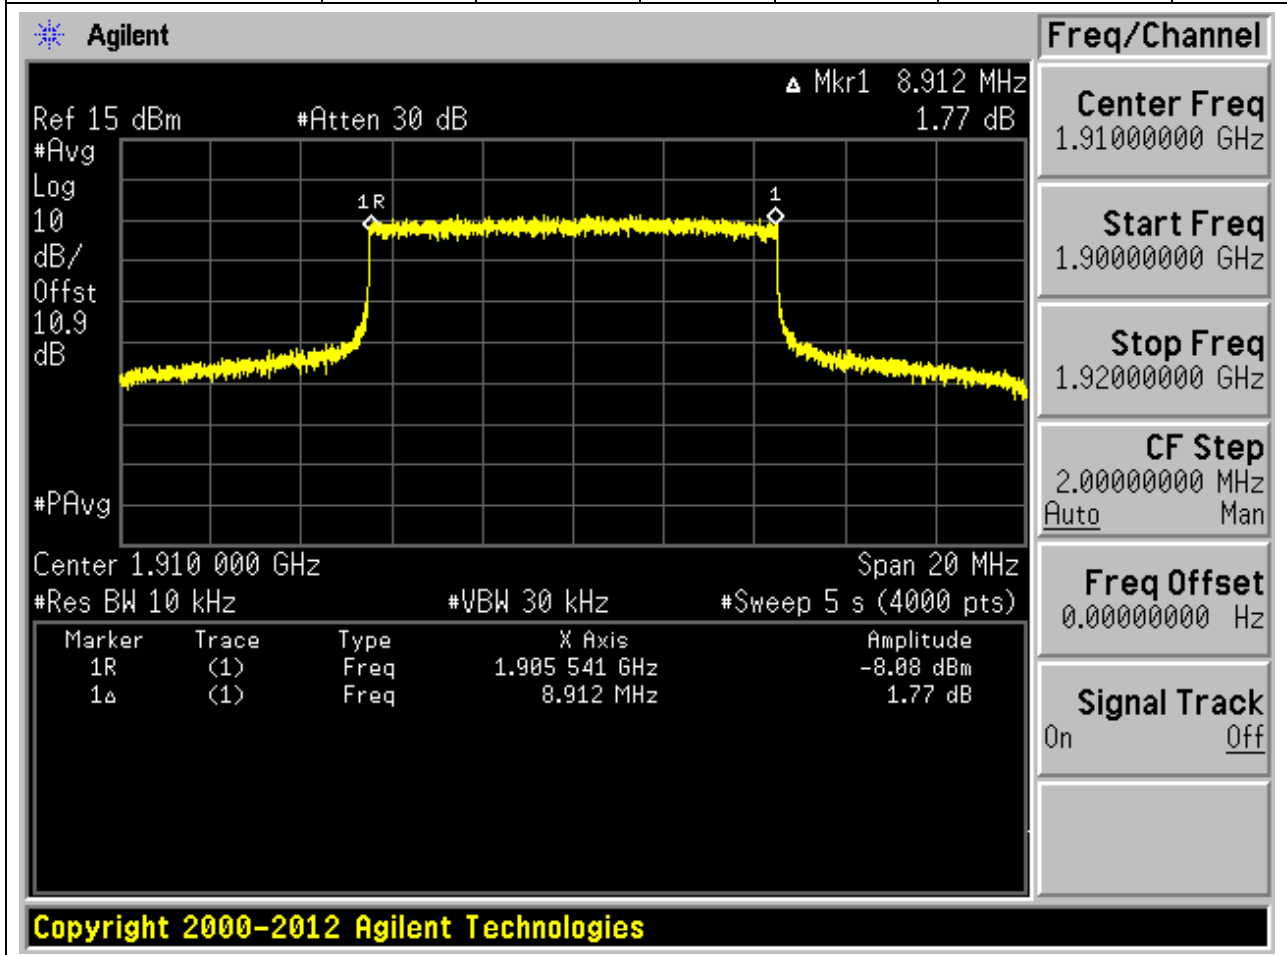 Agilent
Freq/Channel
Δ Mkr1 8.912 MHz
Ref 15 dBm #Atten 30 dB 1.77 dB
#Avg
Log
10
dB/
Offst
10.9
dB
1R
1
#PAvg
Center 1.910 000 GHz Span 20 MHz
#Res BW 10 kHz #VBW 30 kHz #Sweep 5 s (4000 pts)
Marker Trace Type X Axis Amplitude
1R (1) Freq 1.905 541 GHz -8.08 dBm
1Δ (1) Freq 8.912 MHz 1.77 dB
Center Freq
1.91000000 GHz
Start Freq
1.90000000 GHz
Stop Freq
1.92000000 GHz
CF Step
2.00000000 MHz
Auto Man
Freq Offset
0.00000000 Hz
Signal Track
On Off
Copyright 2000-2012 Agilent Technologies